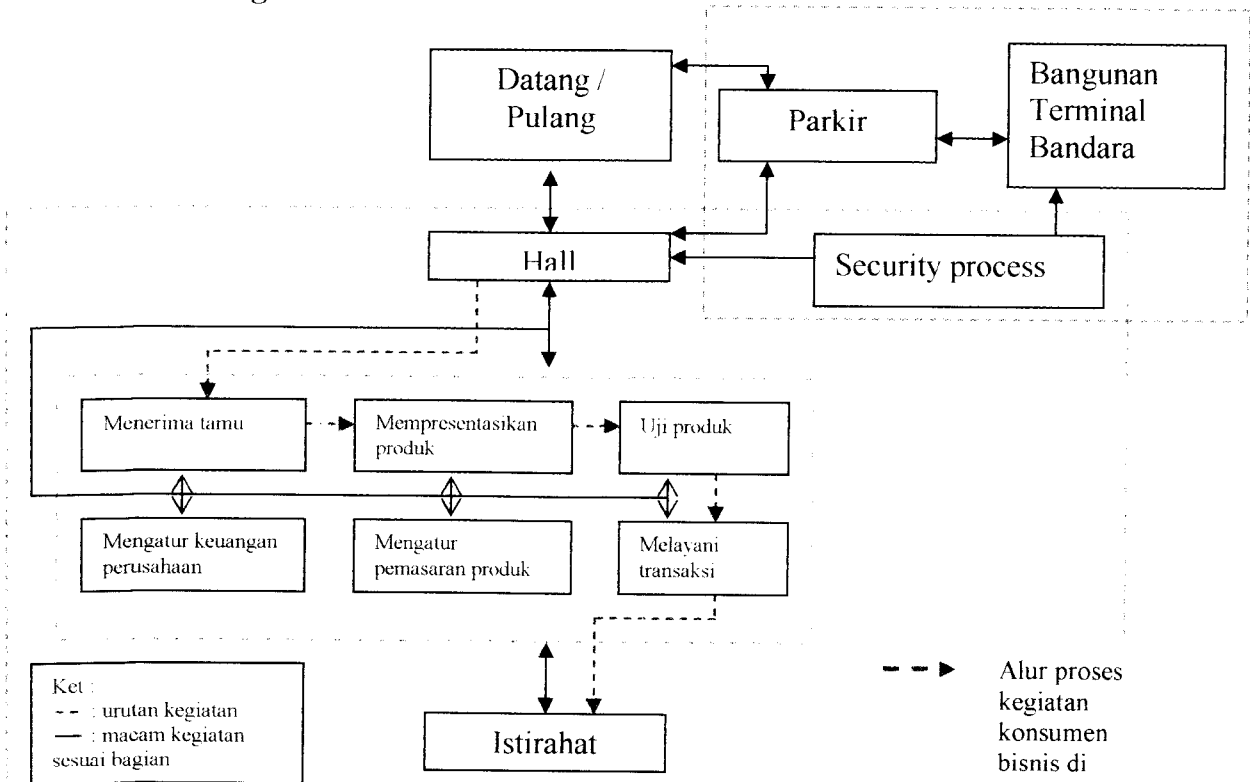 Datang /
Pulang
Parkir
Bangunan
Terminal
Bandara
Hall
Security process
Menerima tamu
Mempresentasikan
produk
Uji produk
Mengatur keuangan
perusahaan
Mengatur
pemasaran produk
Melayani
transaksi
Ket :
-- : urutan kegiatan
— : macam kegiatan
sesuai bagian
Istirahat
Alur proses
kegiatan
konsumen
bisnis di